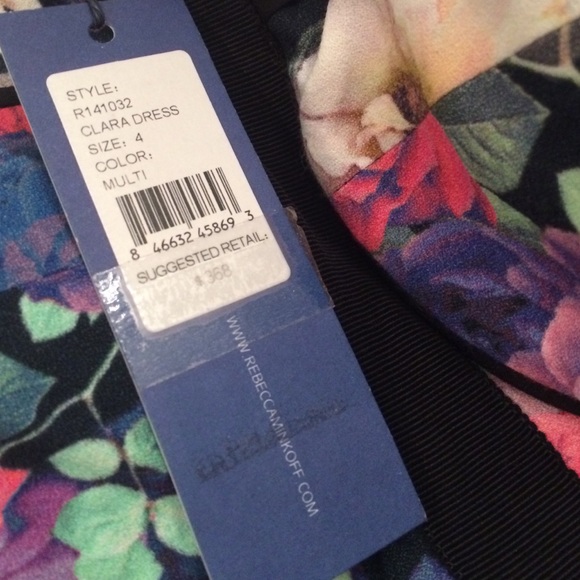 STYLE:
R141032
CLARA DRESS
SIZE: 4
COLOR:
MULTI
8 46632 45869 3
SUGGESTED RETAIL:
$ 368
WWW.REBECCAMINKOFF.COM